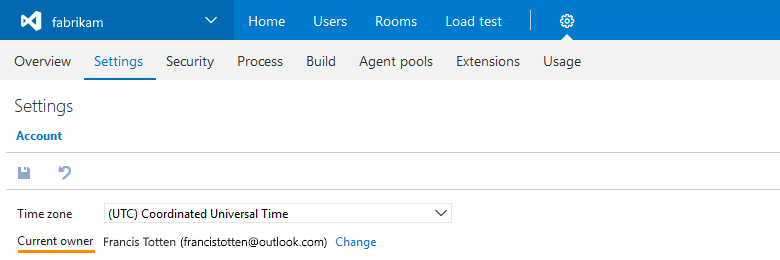 fabrikam Home Users Rooms Load test
Overview Settings Security Process Build Agent pools Extensions Usage
Settings
Account
Time zone (UTC) Coordinated Universal Time
Current owner Francis Totten (francistotten@outlook.com) Change